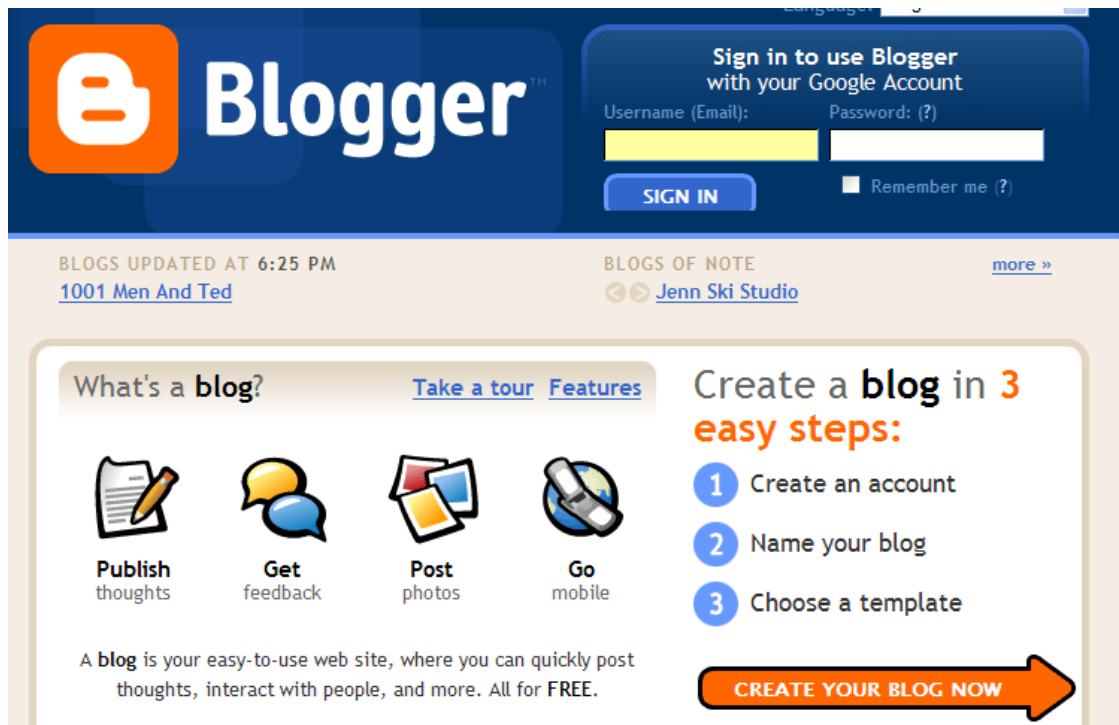 Language:
Blogger™
Sign in to use Blogger
with your Google Account
Username (Email):
Password: (?)
SIGN IN
Remember me (?)
BLOGS UPDATED AT 6:25 PM
1001 Men And Ted
BLOGS OF NOTE
more »
Jenn Ski Studio
What's a blog?
Take a tour Features
Publish
thoughts
Get
feedback
Post
photos
Go
mobile
A blog is your easy-to-use web site, where you can quickly post
thoughts, interact with people, and more. All for FREE.
Create a blog in 3
easy steps:
1 Create an account
2 Name your blog
3 Choose a template
CREATE YOUR BLOG NOW